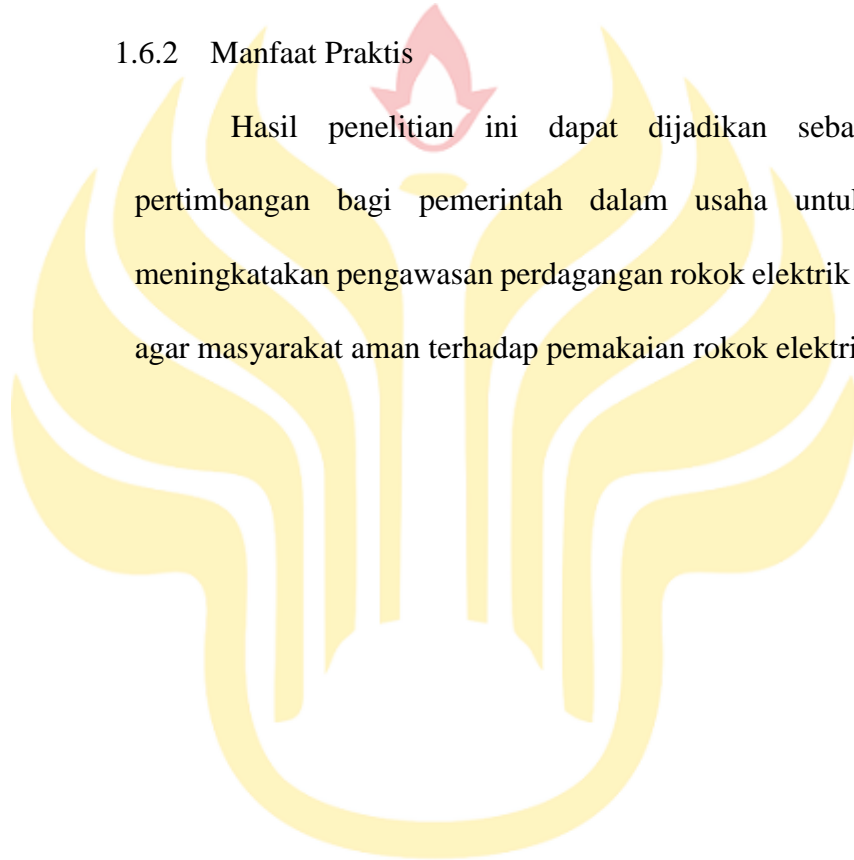 1.6.2 Manfaat Praktis
Hasil penelitian ini dapat dijadikan seba
pertimbangan bagi pemerintah dalam usaha untul
meningkatakan pengawasan perdagangan rokok elektrik
agar masyarakat aman terhadap pemakaian rokok elektri